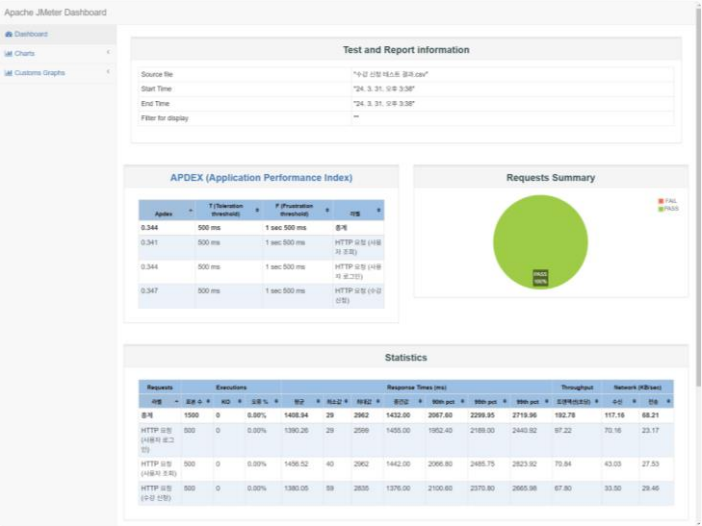 Apache JMeter Dashboard
Dashboard
Charts
Customs Graphs
Test and Report information
Source file "수강 신청 테스트 결과.csv"
Start Time "24. 3. 31. 오후 3:38"
End Time "24. 3. 31. 오후 3:38"
Filter for display ""
APDEX (Application Performance Index)
Apdex T (Toleration threshold) F (Frustration threshold) 라벨
0.344 500 ms 1 sec 500 ms 총계
0.341 500 ms 1 sec 500 ms HTTP 요청 (사용
자 조회)
0.344 500 ms 1 sec 500 ms HTTP 요청 (사용
자 로그인)
0.347 500 ms 1 sec 500 ms HTTP 요청 (수강
신청)
Requests Summary
FAIL
PASS
PASS
100%
Statistics
Requests Executions Response Times (ms) Throughput Network (KB/sec)
라벨 표본 수 KO 오류 % 평균 최소값 최대값 중간값 90th pct 95th pct 99th pct 트랜잭션(초당) 수신 전송
총계 1500 0 0.00% 1408.94 29 2962 1432.00 2067.60 2299.95 2719.96 192.78 117.16 68.21
HTTP 요청
(사용자 로그
인) 500 0 0.00% 1390.26 29 2599 1455.00 1952.40 2189.00 2440.92 97.22 70.16 23.17
HTTP 요청
(사용자 조회) 500 0 0.00% 1456.52 40 2962 1442.00 2066.80 2485.75 2823.92 70.84 43.03 27.53
HTTP 요청
(수강 신청) 500 0 0.00% 1380.05 59 2835 1376.00 2100.60 2370.80 2665.98 67.80 33.50 29.46